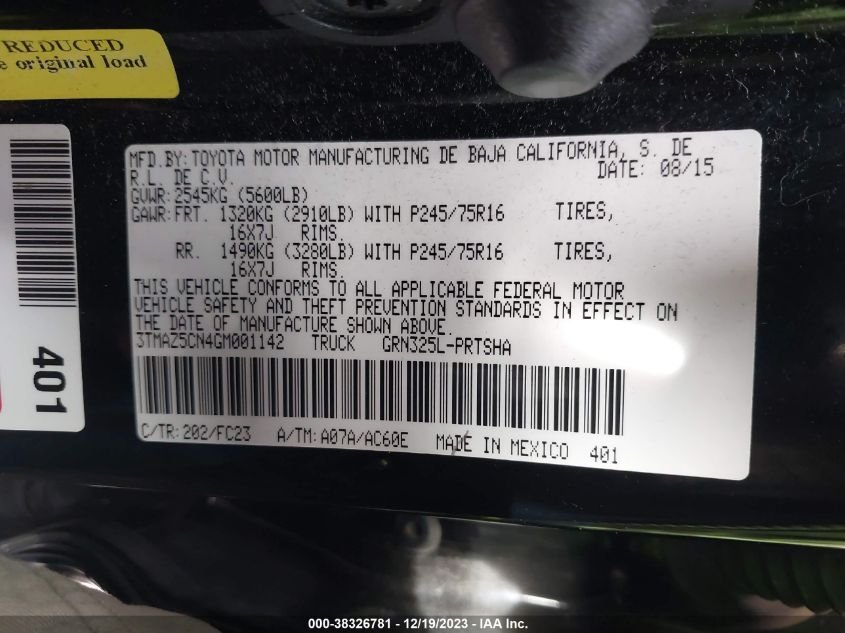 REDUCED
e original load
MFD. BY: TOYOTA MOTOR MANUFACTURING DE BAJA CALIFORNIA, S. DE
R.L. DE C.V. DATE: 08/15
GVWR: 2545KG (5600LB)
GAWR: FRT. 1320KG (2910LB) WITH P245/75R16 TIRES,
16X7J RIMS.
RR. 1490KG (3280LB) WITH P245/75R16 TIRES,
16X7J RIMS.
THIS VEHICLE CONFORMS TO ALL APPLICABLE FEDERAL MOTOR
VEHICLE SAFETY AND THEFT PREVENTION STANDARDS IN EFFECT ON
THE DATE OF MANUFACTURE SHOWN ABOVE.
3TMAZ5CN4GM001142 TRUCK GRN325L-PRTSHA
C/TR: 202/FC23 A/TM: A07A/AC60E MADE IN MEXICO 401
401
000-38326781 - 12/19/2023 - IAA Inc.